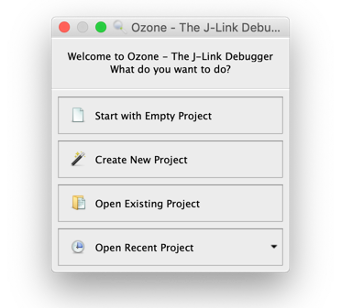 Ozone - The J-Link Debu...
Welcome to Ozone - The J-Link Debugger
What do you want to do?
Start with Empty Project
Create New Project
Open Existing Project
Open Recent Project